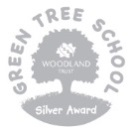 GREEN TREE SCHOOL
WOODLAND
TRUST
Silver Award